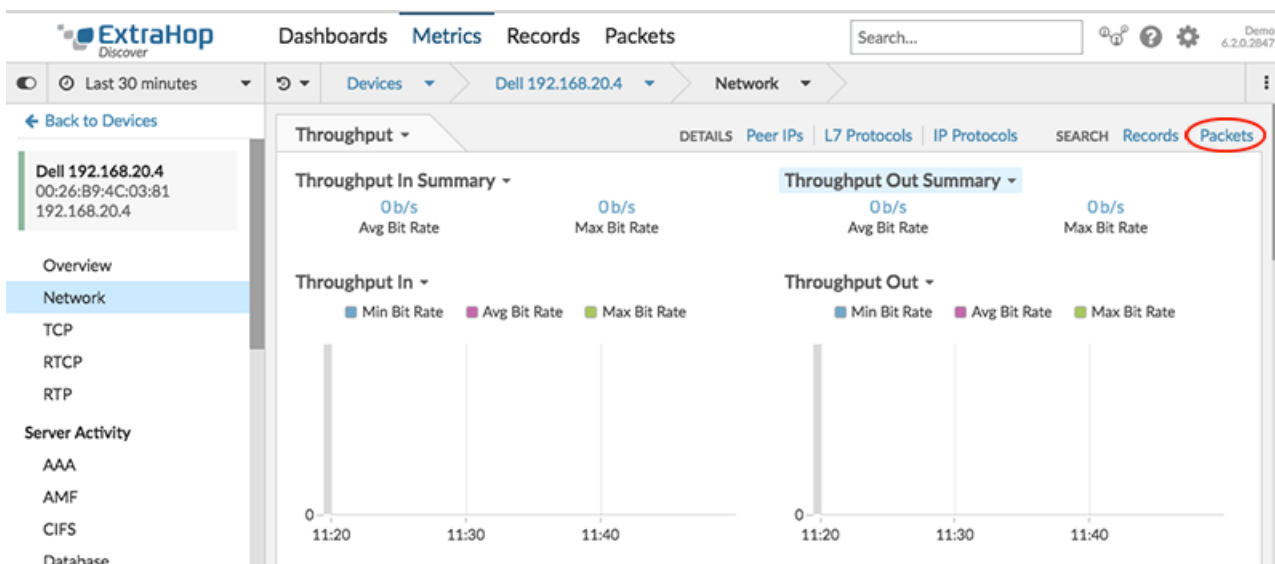 ExtraHop
Discover
Dashboards Metrics Records Packets
Search...
Demo
6.2.0.2847
Last 30 minutes
Devices Dell 192.168.20.4 Network
Back to Devices
Dell 192.168.20.4
00:26:B9:4C:03:81
192.168.20.4
Overview
Network
TCP
RTCP
RTP
Server Activity
AAA
AMF
CIFS
Database
Throughput
DETAILS Peer IPs L7 Protocols IP Protocols SEARCH Records Packets
Throughput In Summary
0 b/s 0 b/s
Avg Bit Rate Max Bit Rate
Throughput Out Summary
0 b/s 0 b/s
Avg Bit Rate Max Bit Rate
Throughput In
Min Bit Rate Avg Bit Rate Max Bit Rate
0
11:20 11:30 11:40
Throughput Out
Min Bit Rate Avg Bit Rate Max Bit Rate
0
11:20 11:30 11:40